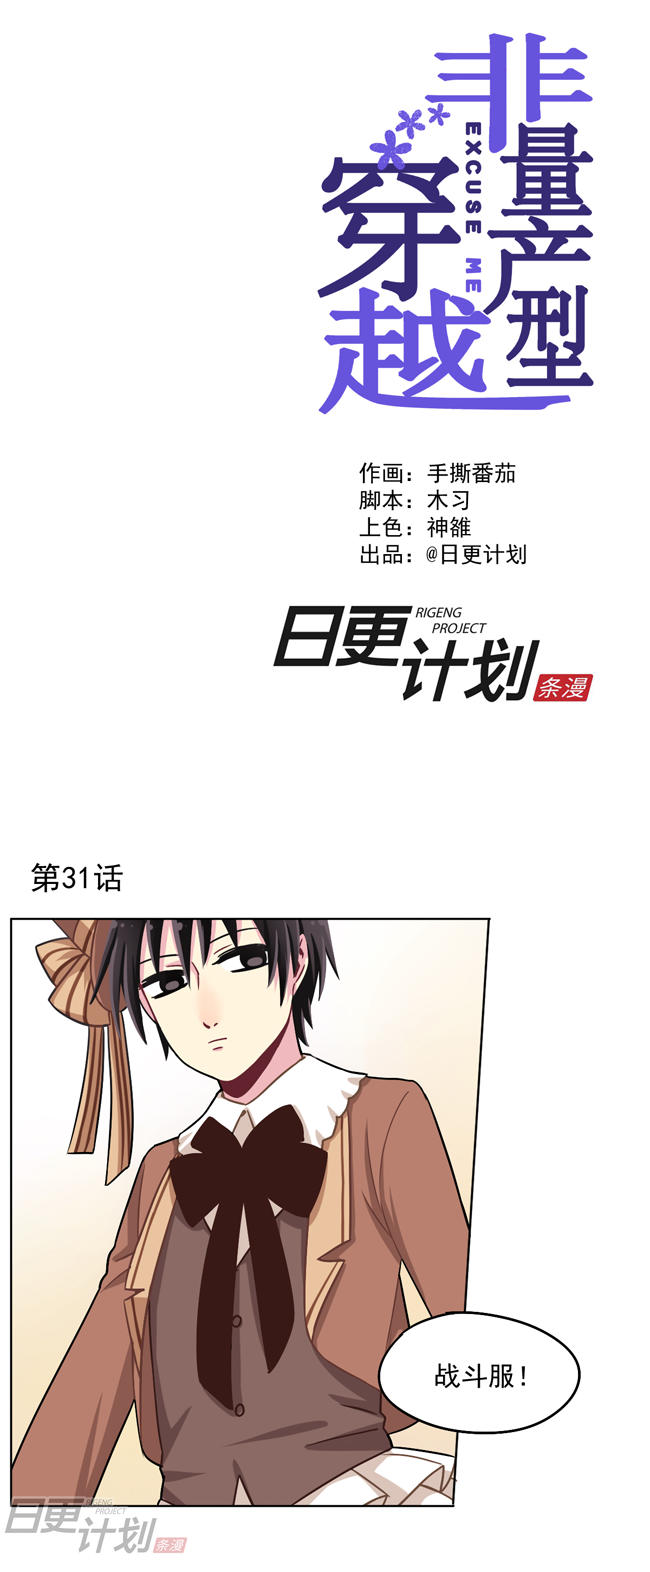 非量产型
穿越
EXCUSE ME
作画：手撕番茄
脚本：木习
上色：神雒
出品：@日更计划
日更计划
RIGENG
PROJECT
条漫
第31话
战斗服！
日更计划
RIGENG
PROJECT
条漫